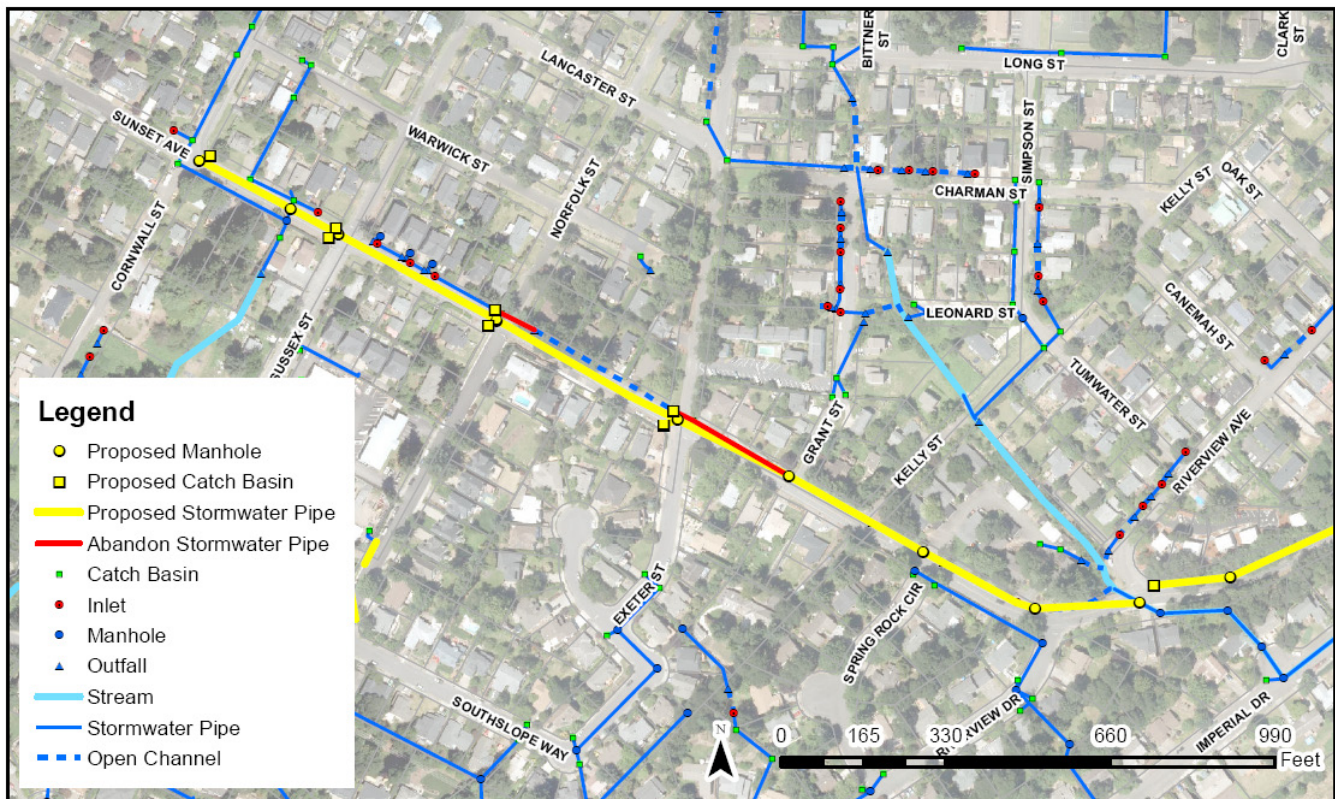 BITTNER
ST
CLARK
ST
LONG ST
LANCASTER ST
SIMPSON ST
SUNSET AVE
WARWICK ST
KELLY ST
OAK ST
CHARMAN ST
NORFOLK ST
CORNWALL ST
CANEMAH ST
LEONARD ST
SUSSEX ST
TUMWATER ST
GRANT ST
KELLY ST
RIVERVIEW AVE
EXETER ST
SPRING ROCK CIR
SOUTHSLOPE WAY
RIVERVIEW DR
IMPERIAL DR
Legend
Proposed Manhole
Proposed Catch Basin
Proposed Stormwater Pipe
Abandon Stormwater Pipe
Catch Basin
Inlet
Manhole
Outfall
Stream
Stormwater Pipe
Open Channel
N
0 165 330 660 990
Feet